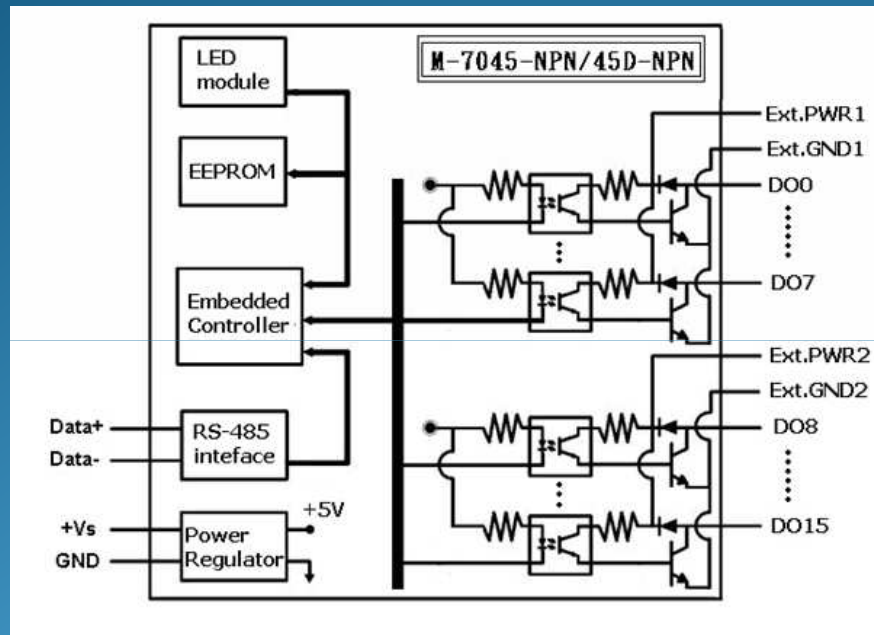 M-7045-NPN/45D-NPN
LED
module
EEPROM
Embedded
Controller
Data+
Data-
RS-485
inteface
+Vs
GND
Power
Regulator
+5V
Ext.PWR1
Ext.GND1
DO0
DO7
Ext.PWR2
Ext.GND2
DO8
DO15